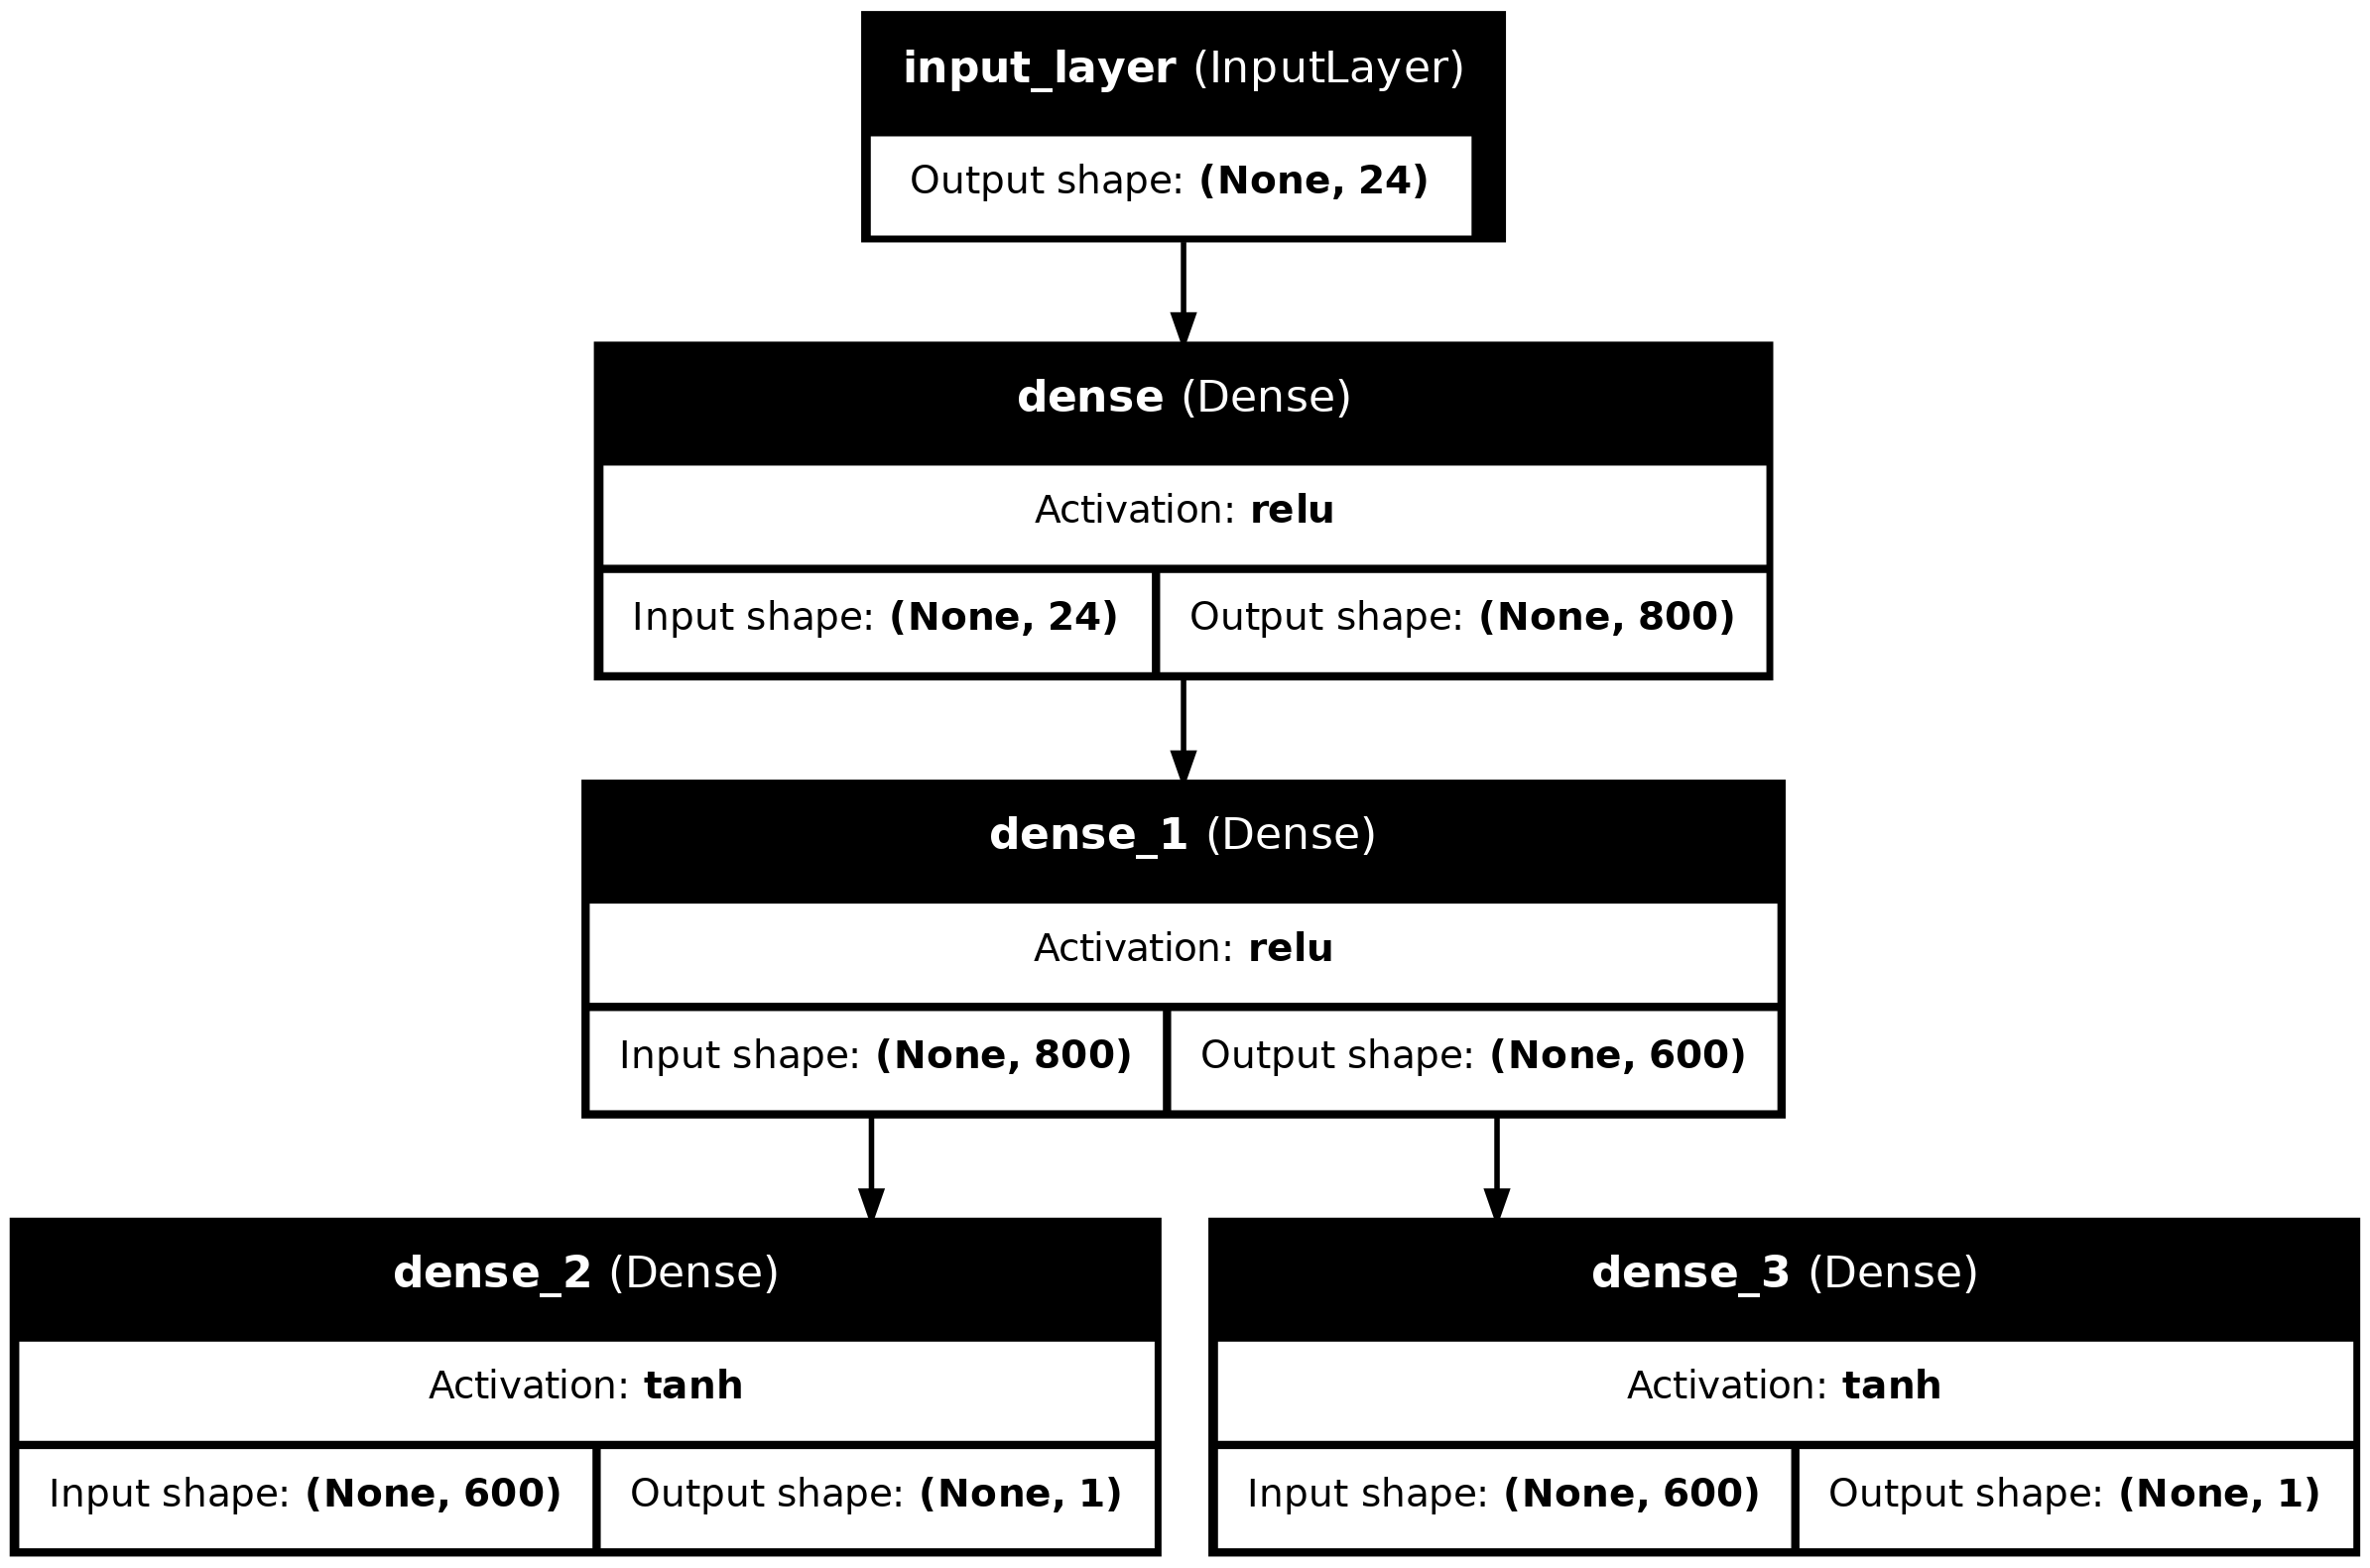 input_layer (InputLayer)
Output shape: (None, 24)
dense (Dense)
Activation: relu
Input shape: (None, 24) Output shape: (None, 800)
dense_1 (Dense)
Activation: relu
Input shape: (None, 800) Output shape: (None, 600)
dense_2 (Dense)
Activation: tanh
Input shape: (None, 600) Output shape: (None, 1)
dense_3 (Dense)
Activation: tanh
Input shape: (None, 600) Output shape: (None, 1)